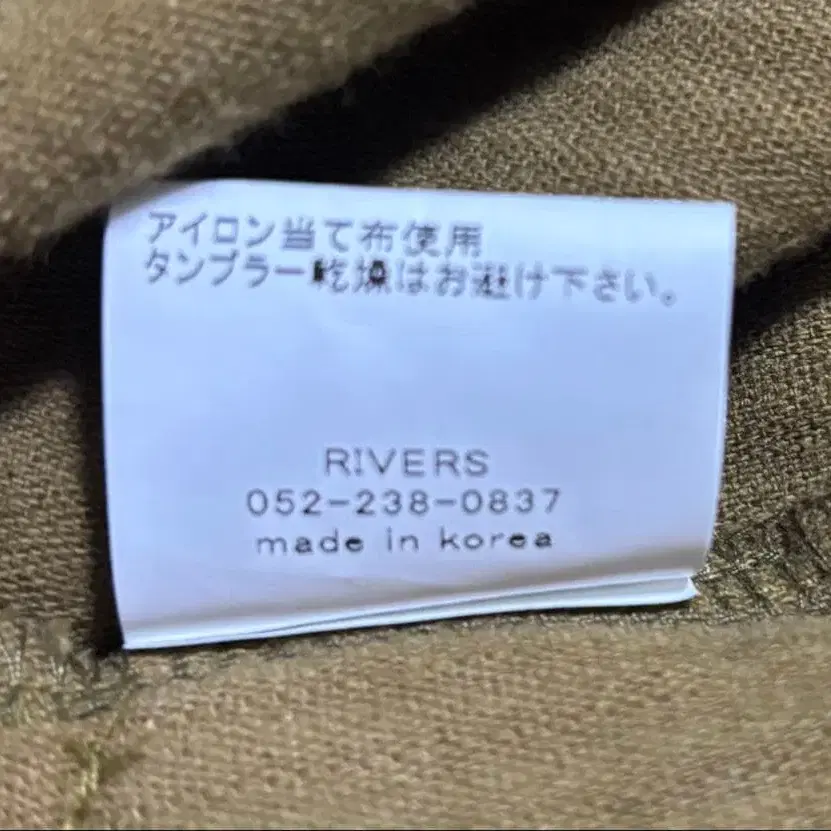 アイロン当て布使用
タンブラー乾燥はお避け下さい。
RIVERS
052-238-0837
made in korea